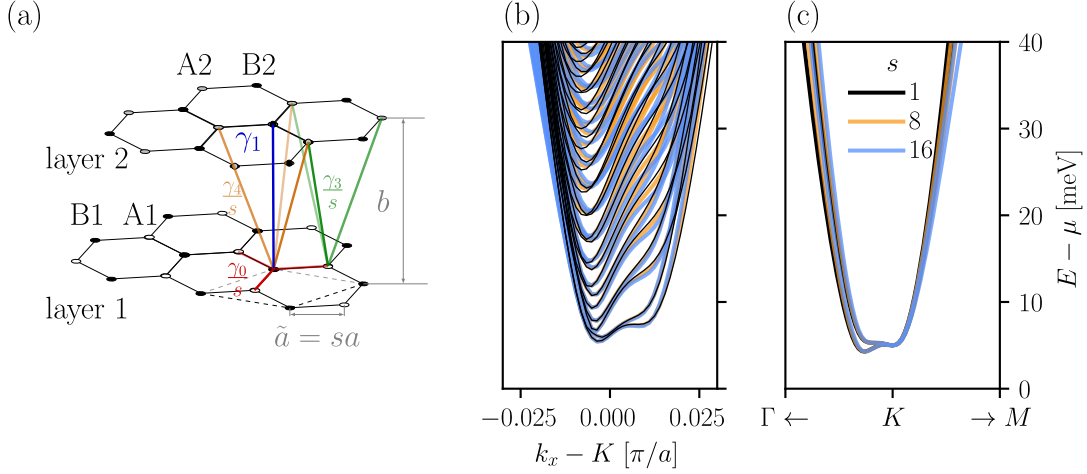 (a)
A2
B2
γ₁
layer 2
γ₄/s
γ₃/s
b
B1
A1
γ₀/s
layer 1
ã = sa
(b)
−0.025
0.000
0.025
kₓ − K [π/a]
(c)
s
1
8
16
40
30
20
10
0
E − μ [meV]
Γ ←
K
→ M